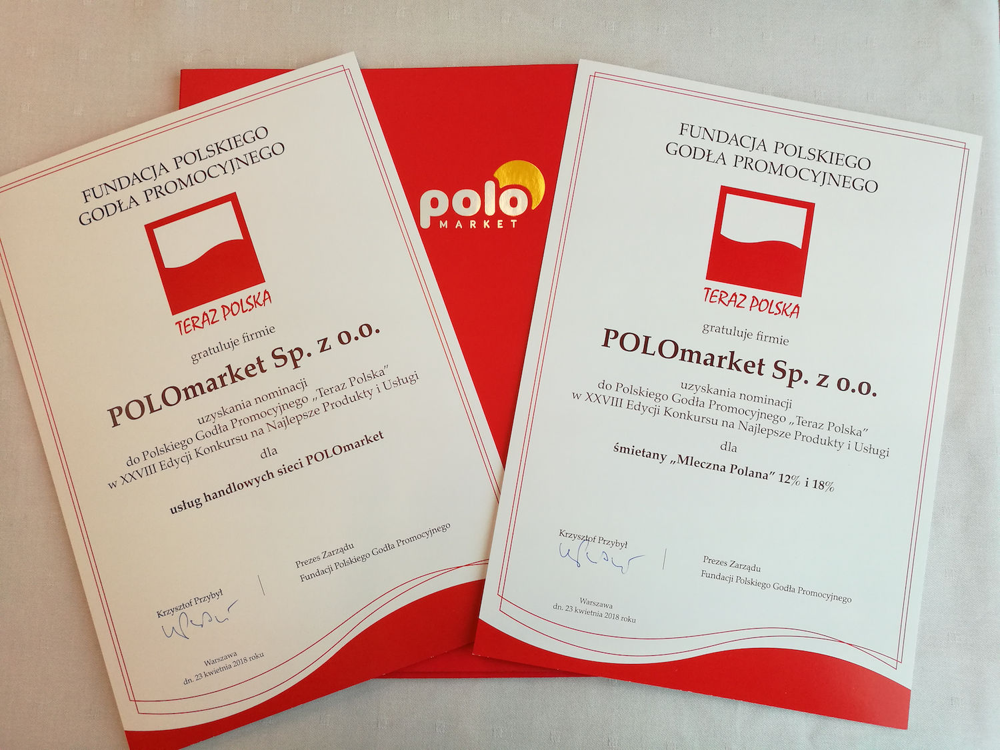 FUNDACJA POLSKIEGO
GODŁA PROMOCYJNEGO
TERAZ POLSKA
gratuluje firmie
POLOmarket Sp. z o.o.
uzyskania nominacji
do Polskiego Godła Promocyjnego „Teraz Polska”
w XXVIII Edycji Konkursu na Najlepsze Produkty i Usługi
dla
usług handlowych sieci POLOmarket
Krzysztof Przybył
Prezes Zarządu
Fundacji Polskiego Godła Promocyjnego
Warszawa
dn. 23 kwietnia 2018 roku
polo
MARKET
FUNDACJA POLSKIEGO
GODŁA PROMOCYJNEGO
TERAZ POLSKA
gratuluje firmie
POLOmarket Sp. z o.o.
uzyskania nominacji
do Polskiego Godła Promocyjnego „Teraz Polska”
w XXVIII Edycji Konkursu na Najlepsze Produkty i Usługi
dla
śmietany „Mleczna Polana” 12% i 18%
Krzysztof Przybył
Prezes Zarządu
Fundacji Polskiego Godła Promocyjnego
Warszawa
dn. 23 kwietnia 2018 roku